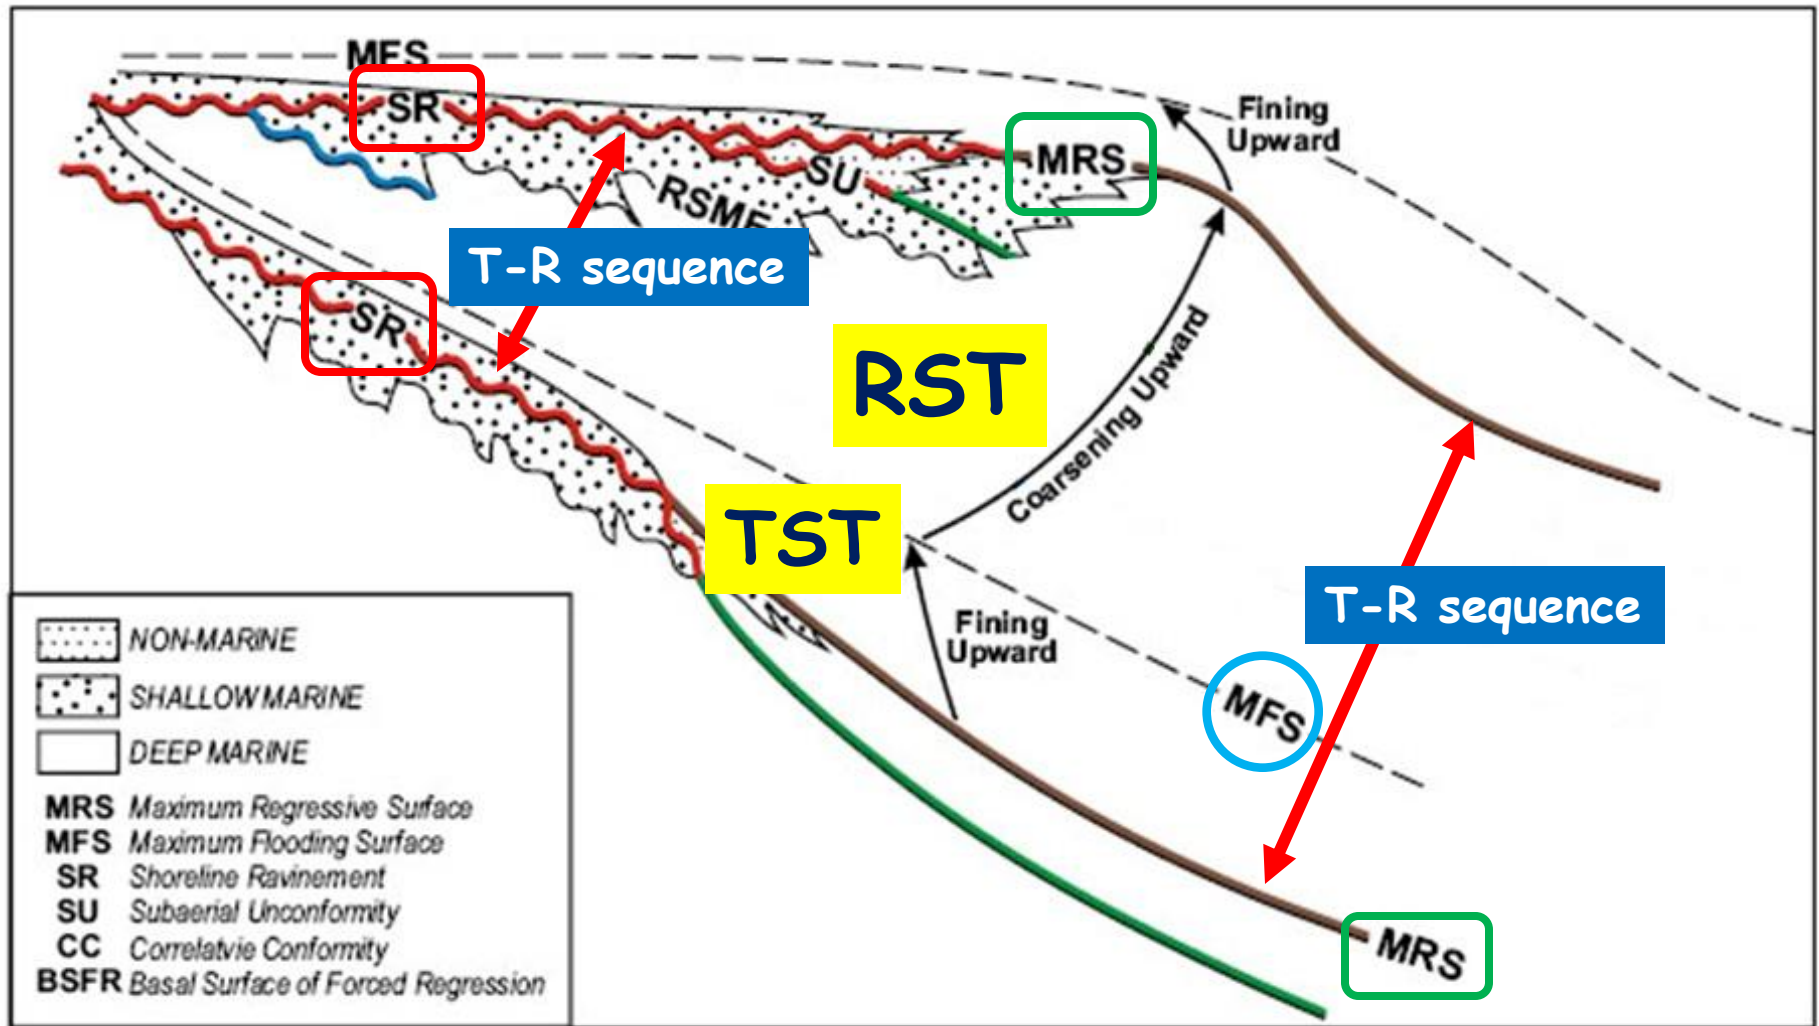 MFS
SR
MRS
Fining
Upward
SU
RSME
T-R sequence
SR
RST
Coarsening Upward
TST
T-R sequence
Fining
Upward
MFS
MRS
NON-MARINE
SHALLOW MARINE
DEEP MARINE
MRS Maximum Regressive Surface
MFS Maximum Flooding Surface
SR Shoreline Ravinement
SU Subaerial Unconformity
CC Correlatvie Conformity
BSFR Basal Surface of Forced Regression